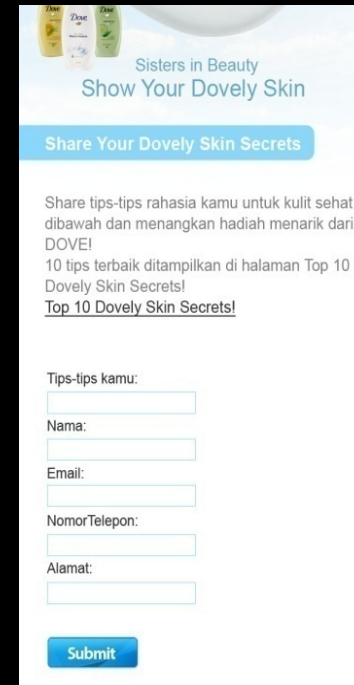 Dove
Dove
Sisters in Beauty
Show Your Dovely Skin
Share Your Dovely Skin Secrets
Share tips-tips rahasia kamu untuk kulit sehat
dibawah dan menangkan hadiah menarik dari
DOVE!
10 tips terbaik ditampilkan di halaman Top 10
Dovely Skin Secrets!
Top 10 Dovely Skin Secrets!
Tips-tips kamu:
Nama:
Email:
NomorTelepon:
Alamat:
Submit